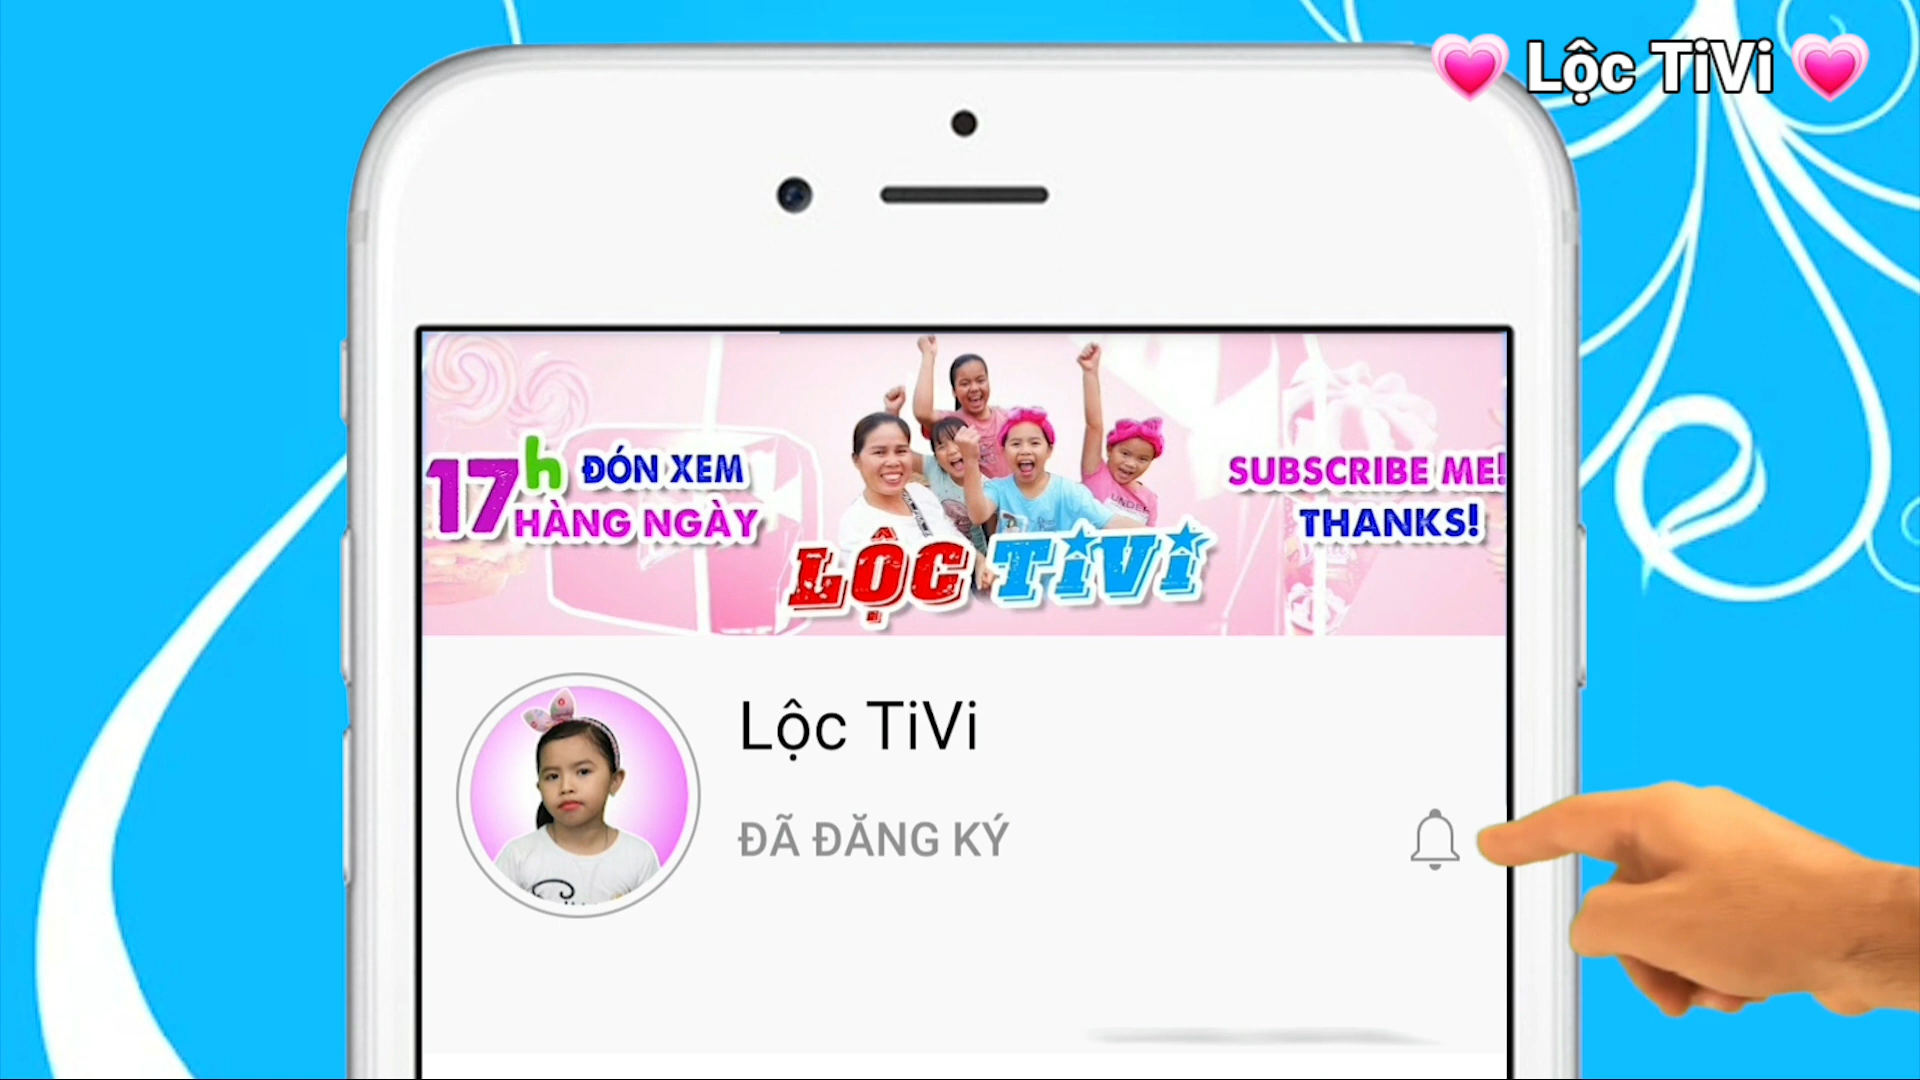 Lộc TiVi
17h ĐÓN XEM
HÀNG NGÀY
LỘC TiVi
SUBSCRIBE ME!
THANKS!
Lộc TiVi
ĐÃ ĐĂNG KÝ